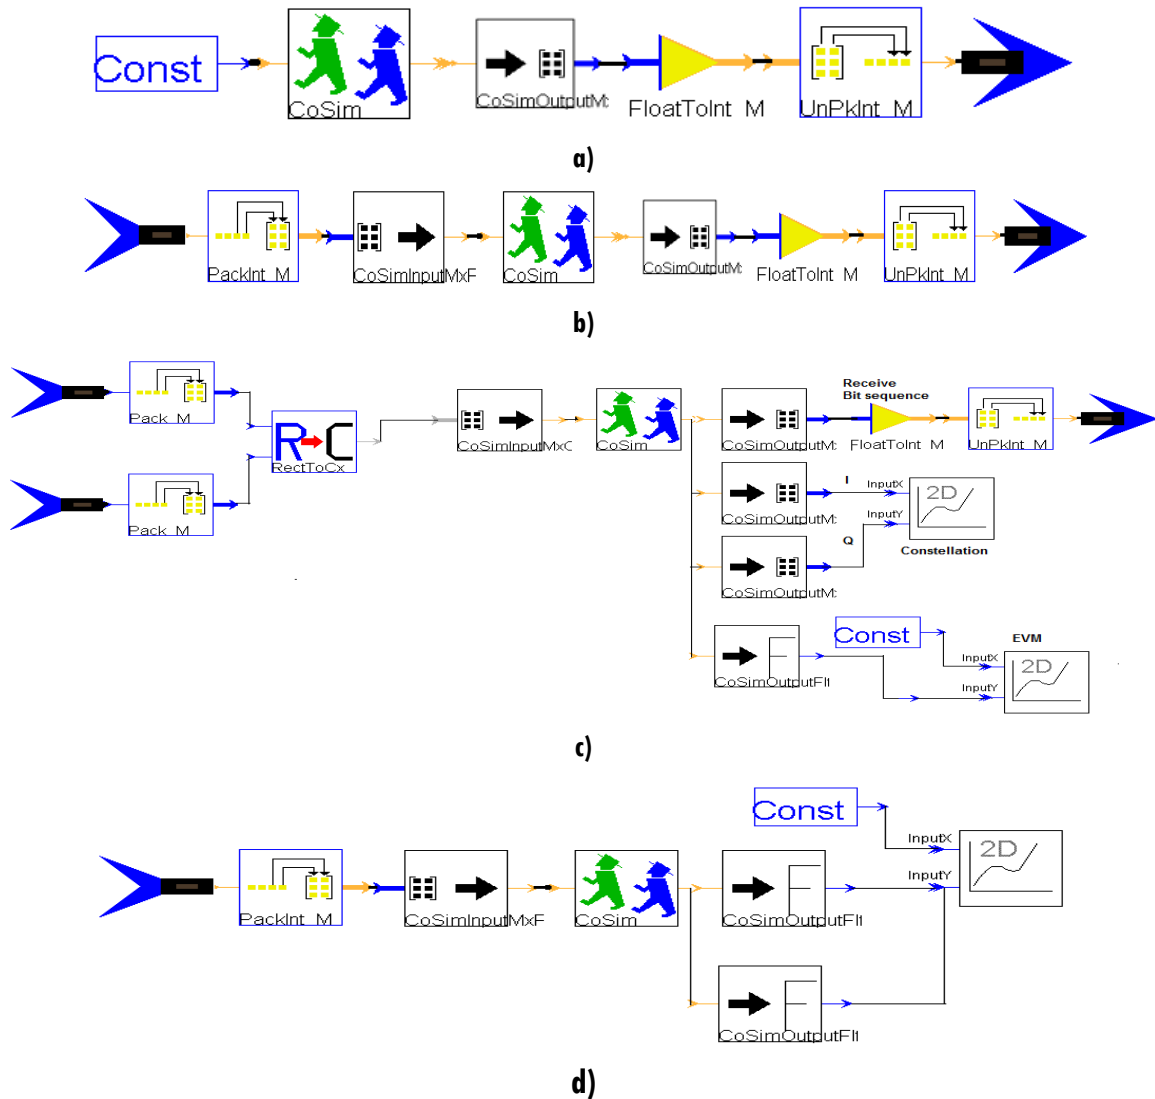 Const
CoSim
CoSimOutputM:
FloatToInt_M
UnPkInt_M
a)
PackInt_M
CoSimInputMxF
CoSim
CoSimOutputM:
FloatToInt_M
UnPkInt_M
b)
Pack_M
Pack_M
R C
RectToCx
CoSimInputMxC
CoSim
CoSimOutputM:
Receive
Bit sequence
FloatToInt_M
UnPkInt_M
CoSimOutputM:
I
InputX
InputY
2D
Constellation
CoSimOutputM:
Q
CoSimOutputFlt
Const
EVM
InputX
InputY
2D
c)
PackInt_M
CoSimInputMxF
CoSim
CoSimOutputFlt
CoSimOutputFlt
Const
InputX
InputY
2D
d)